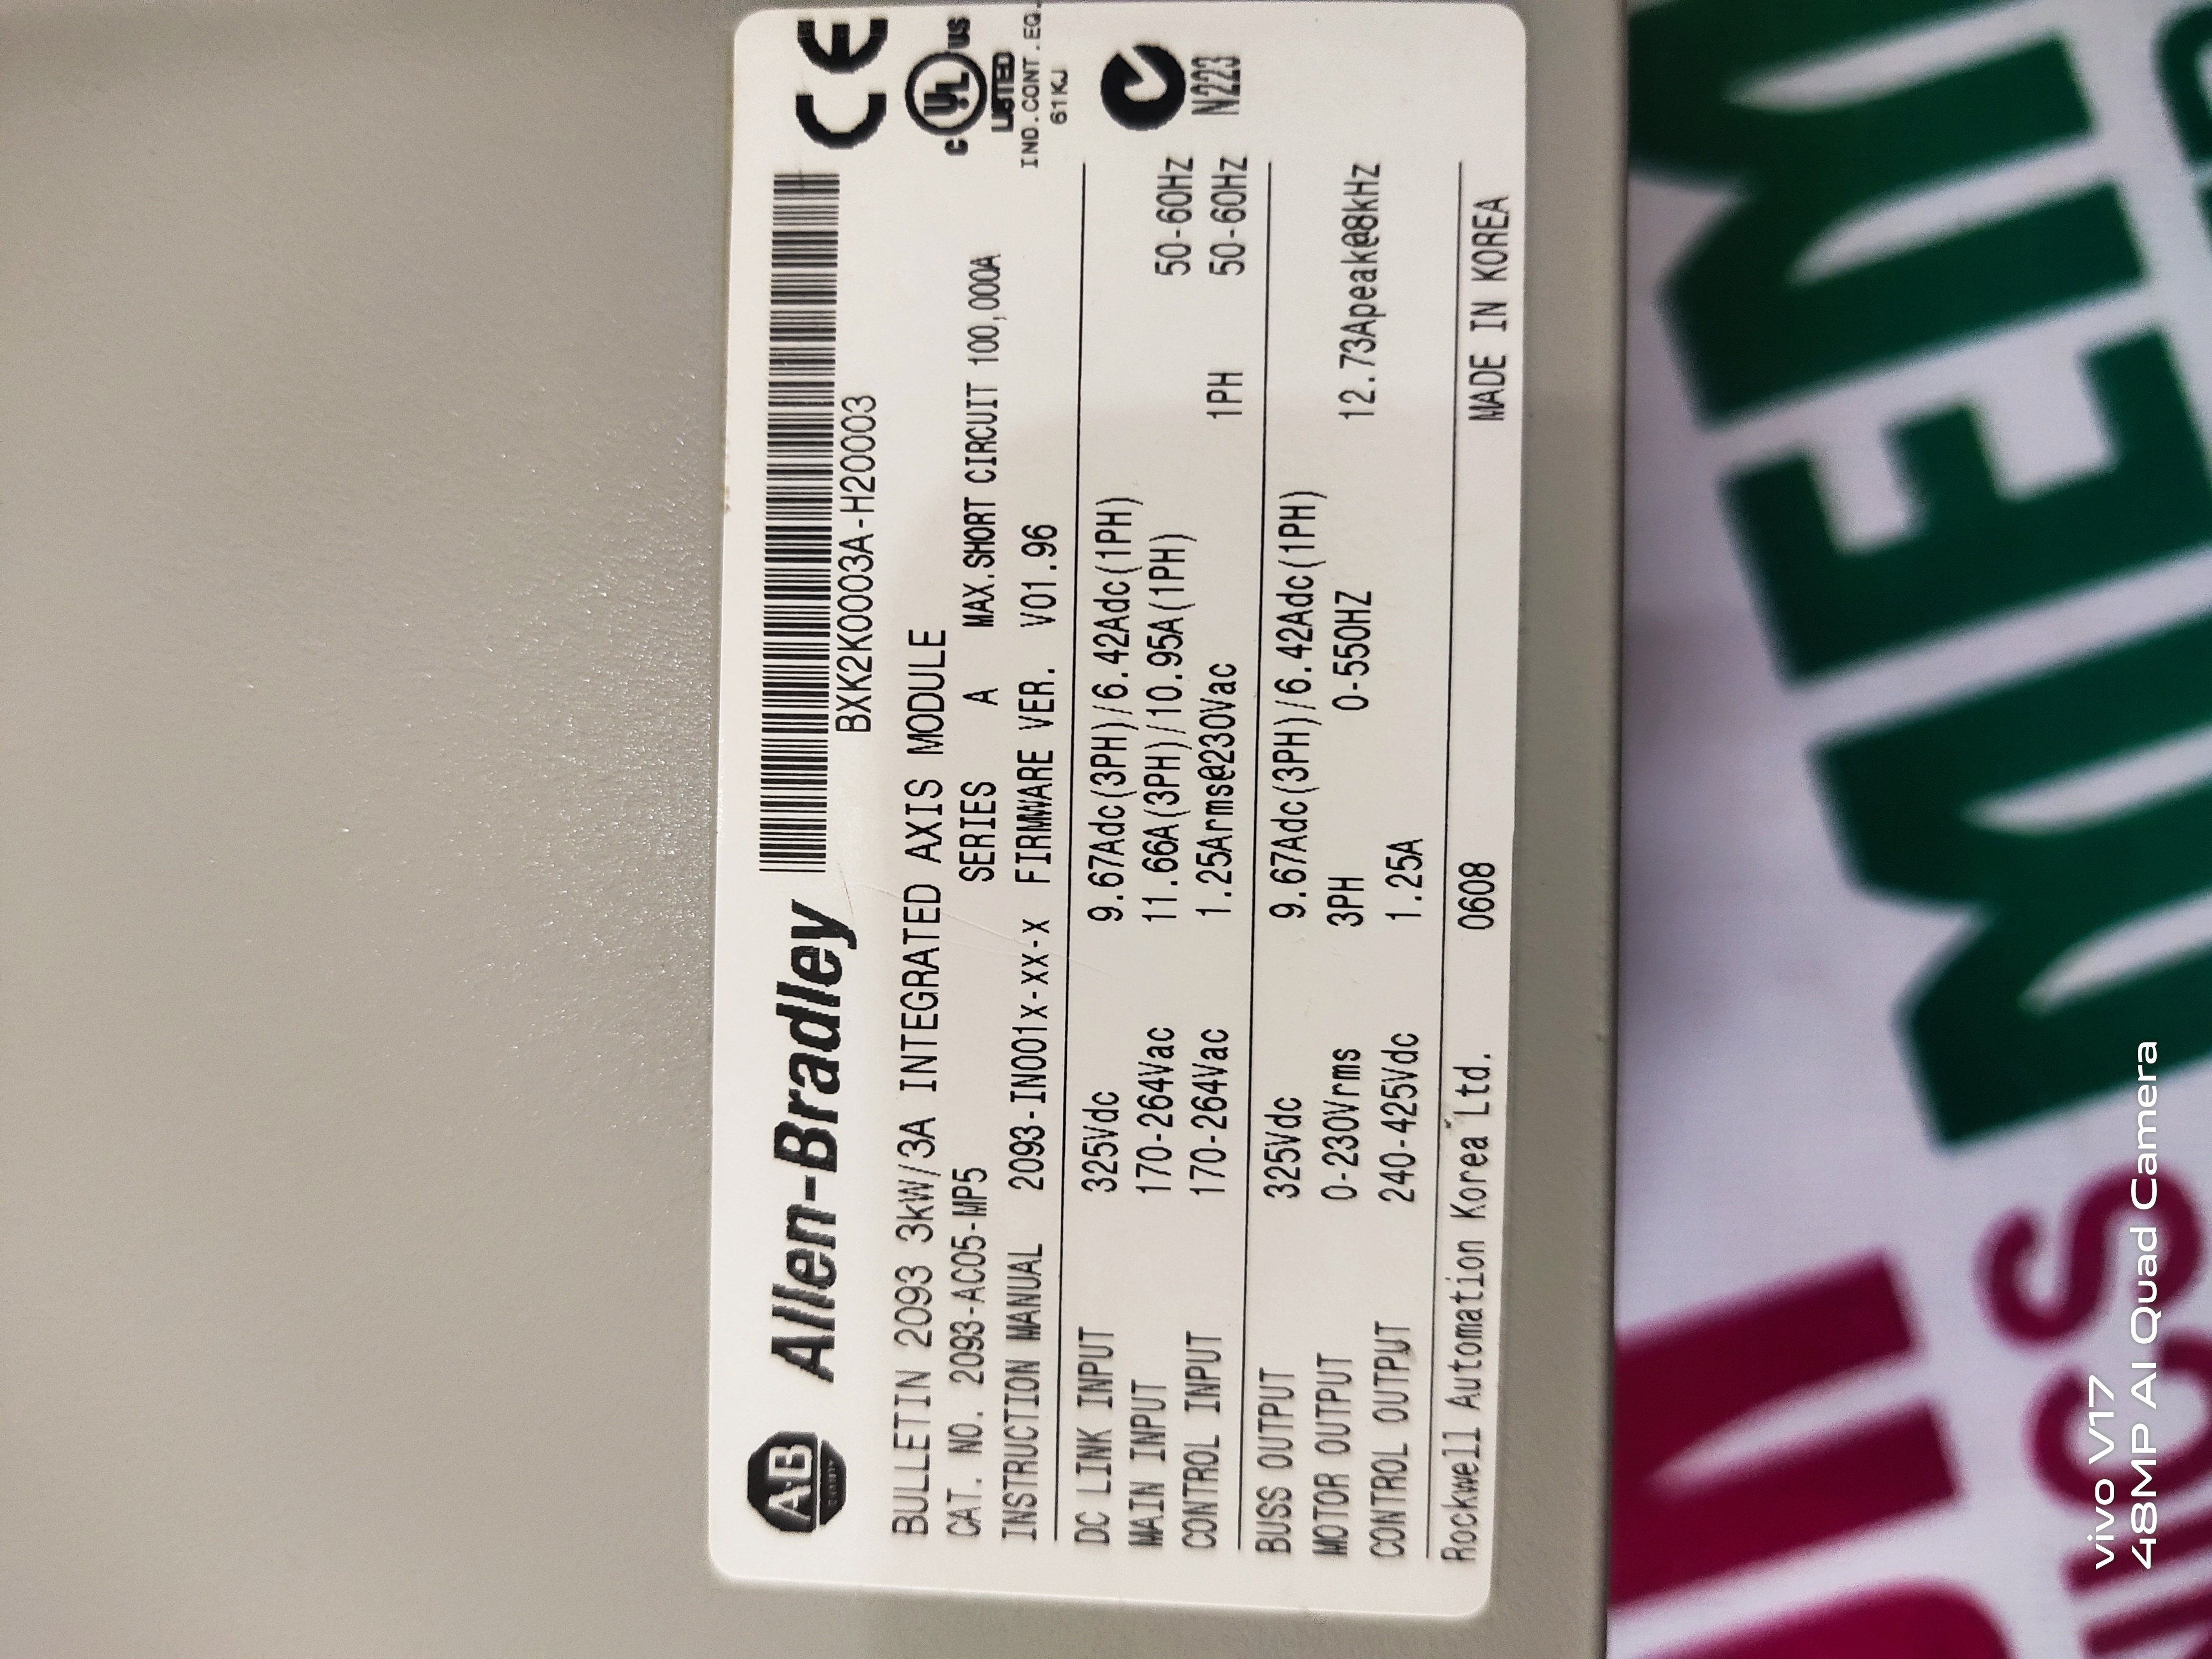 AB
Allen-Bradley
BXK2K0003A-H20003
CE
BULLETIN 2093 3kW/3A INTEGRATED AXIS MODULE
c UL us
LISTED
IND.CONT.EQ.
61KJ
CAT. NO. 2093-AC05-MP5 SERIES A MAX.SHORT CIRCUIT 100,000A
INSTRUCTION MANUAL 2093-IN001x-xx-x FIRMWARE VER. V01.96
DC LINK INPUT 325Vdc 9.67Adc(3PH)/6.42Adc(1PH)
MAIN INPUT 170-264Vac 11.66A(3PH)/10.95A(1PH) 50-60HZ
CONTROL INPUT 170-264Vac 1.25Arms@230Vac 1PH 50-60HZ
N223
BUSS OUTPUT 325Vdc 9.67Adc(3PH)/6.42Adc(1PH)
MOTOR OUTPUT 0-230Vrms 3PH 0-550HZ 12.73Apeak@8kHZ
CONTROL OUTPUT 240-425Vdc 1.25A
Rockwell Automation Korea Ltd. 0608 MADE IN KOREA
vivo V17
48MP AI Quad Camera